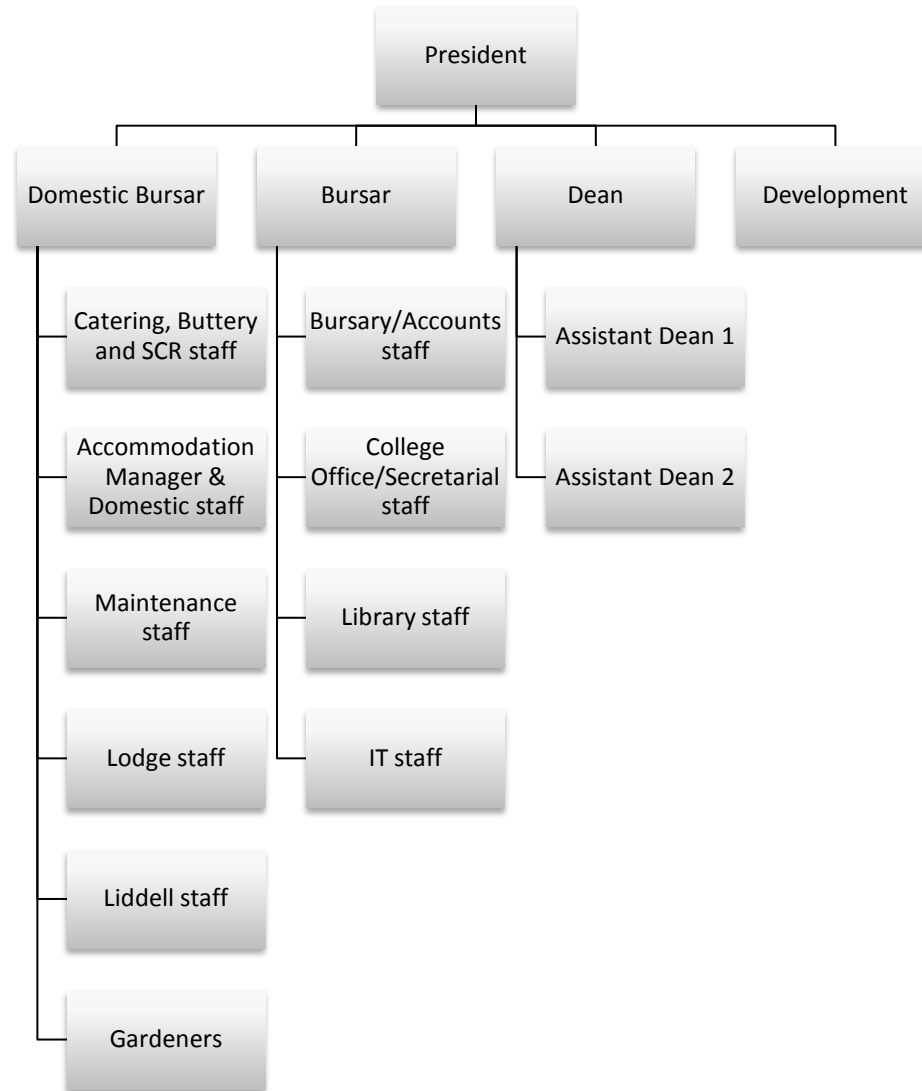 President
Domestic Bursar
Bursar
Dean
Development
Catering, Buttery
and SCR staff
Bursary/Accounts
staff
Assistant Dean 1
Accommodation
Manager &
Domestic staff
College
Office/Secretarial
staff
Assistant Dean 2
Maintenance
staff
Library staff
Lodge staff
IT staff
Liddell staff
Gardeners